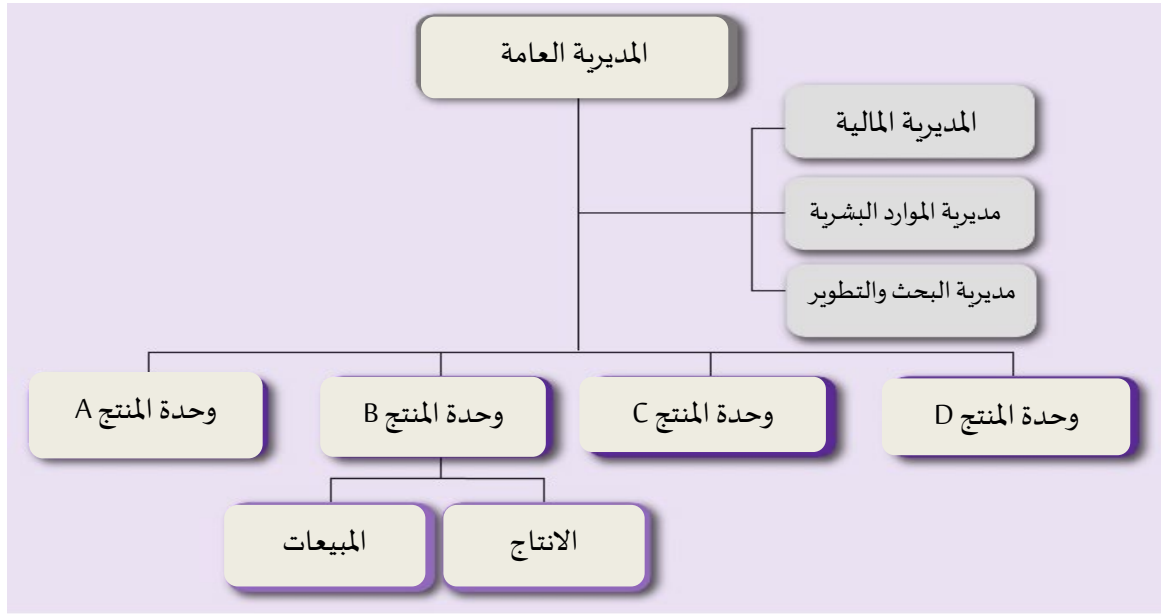 المديرية العامة
المديرية المالية
مديرية الموارد البشرية
مديرية البحث والتطوير
وحدة المنتج A
وحدة المنتج B
وحدة المنتج C
وحدة المنتج D
المبيعات
الانتاج